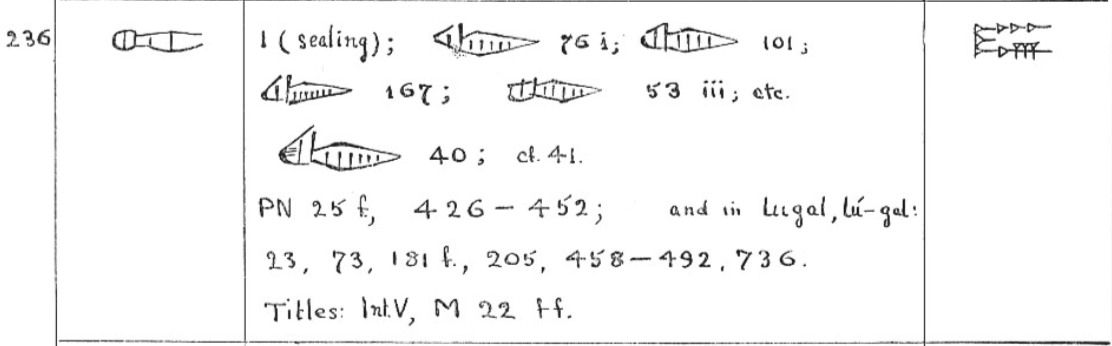 236 1 (sealing); 76 i; 101;
167; 53 iii; etc.
40; cf. 41.
PN 25 f., 426-452; and in Lugal, lú-gal:
23, 73, 181 f., 205, 458-492, 736.
Titles: Int.V, M 22 ff.